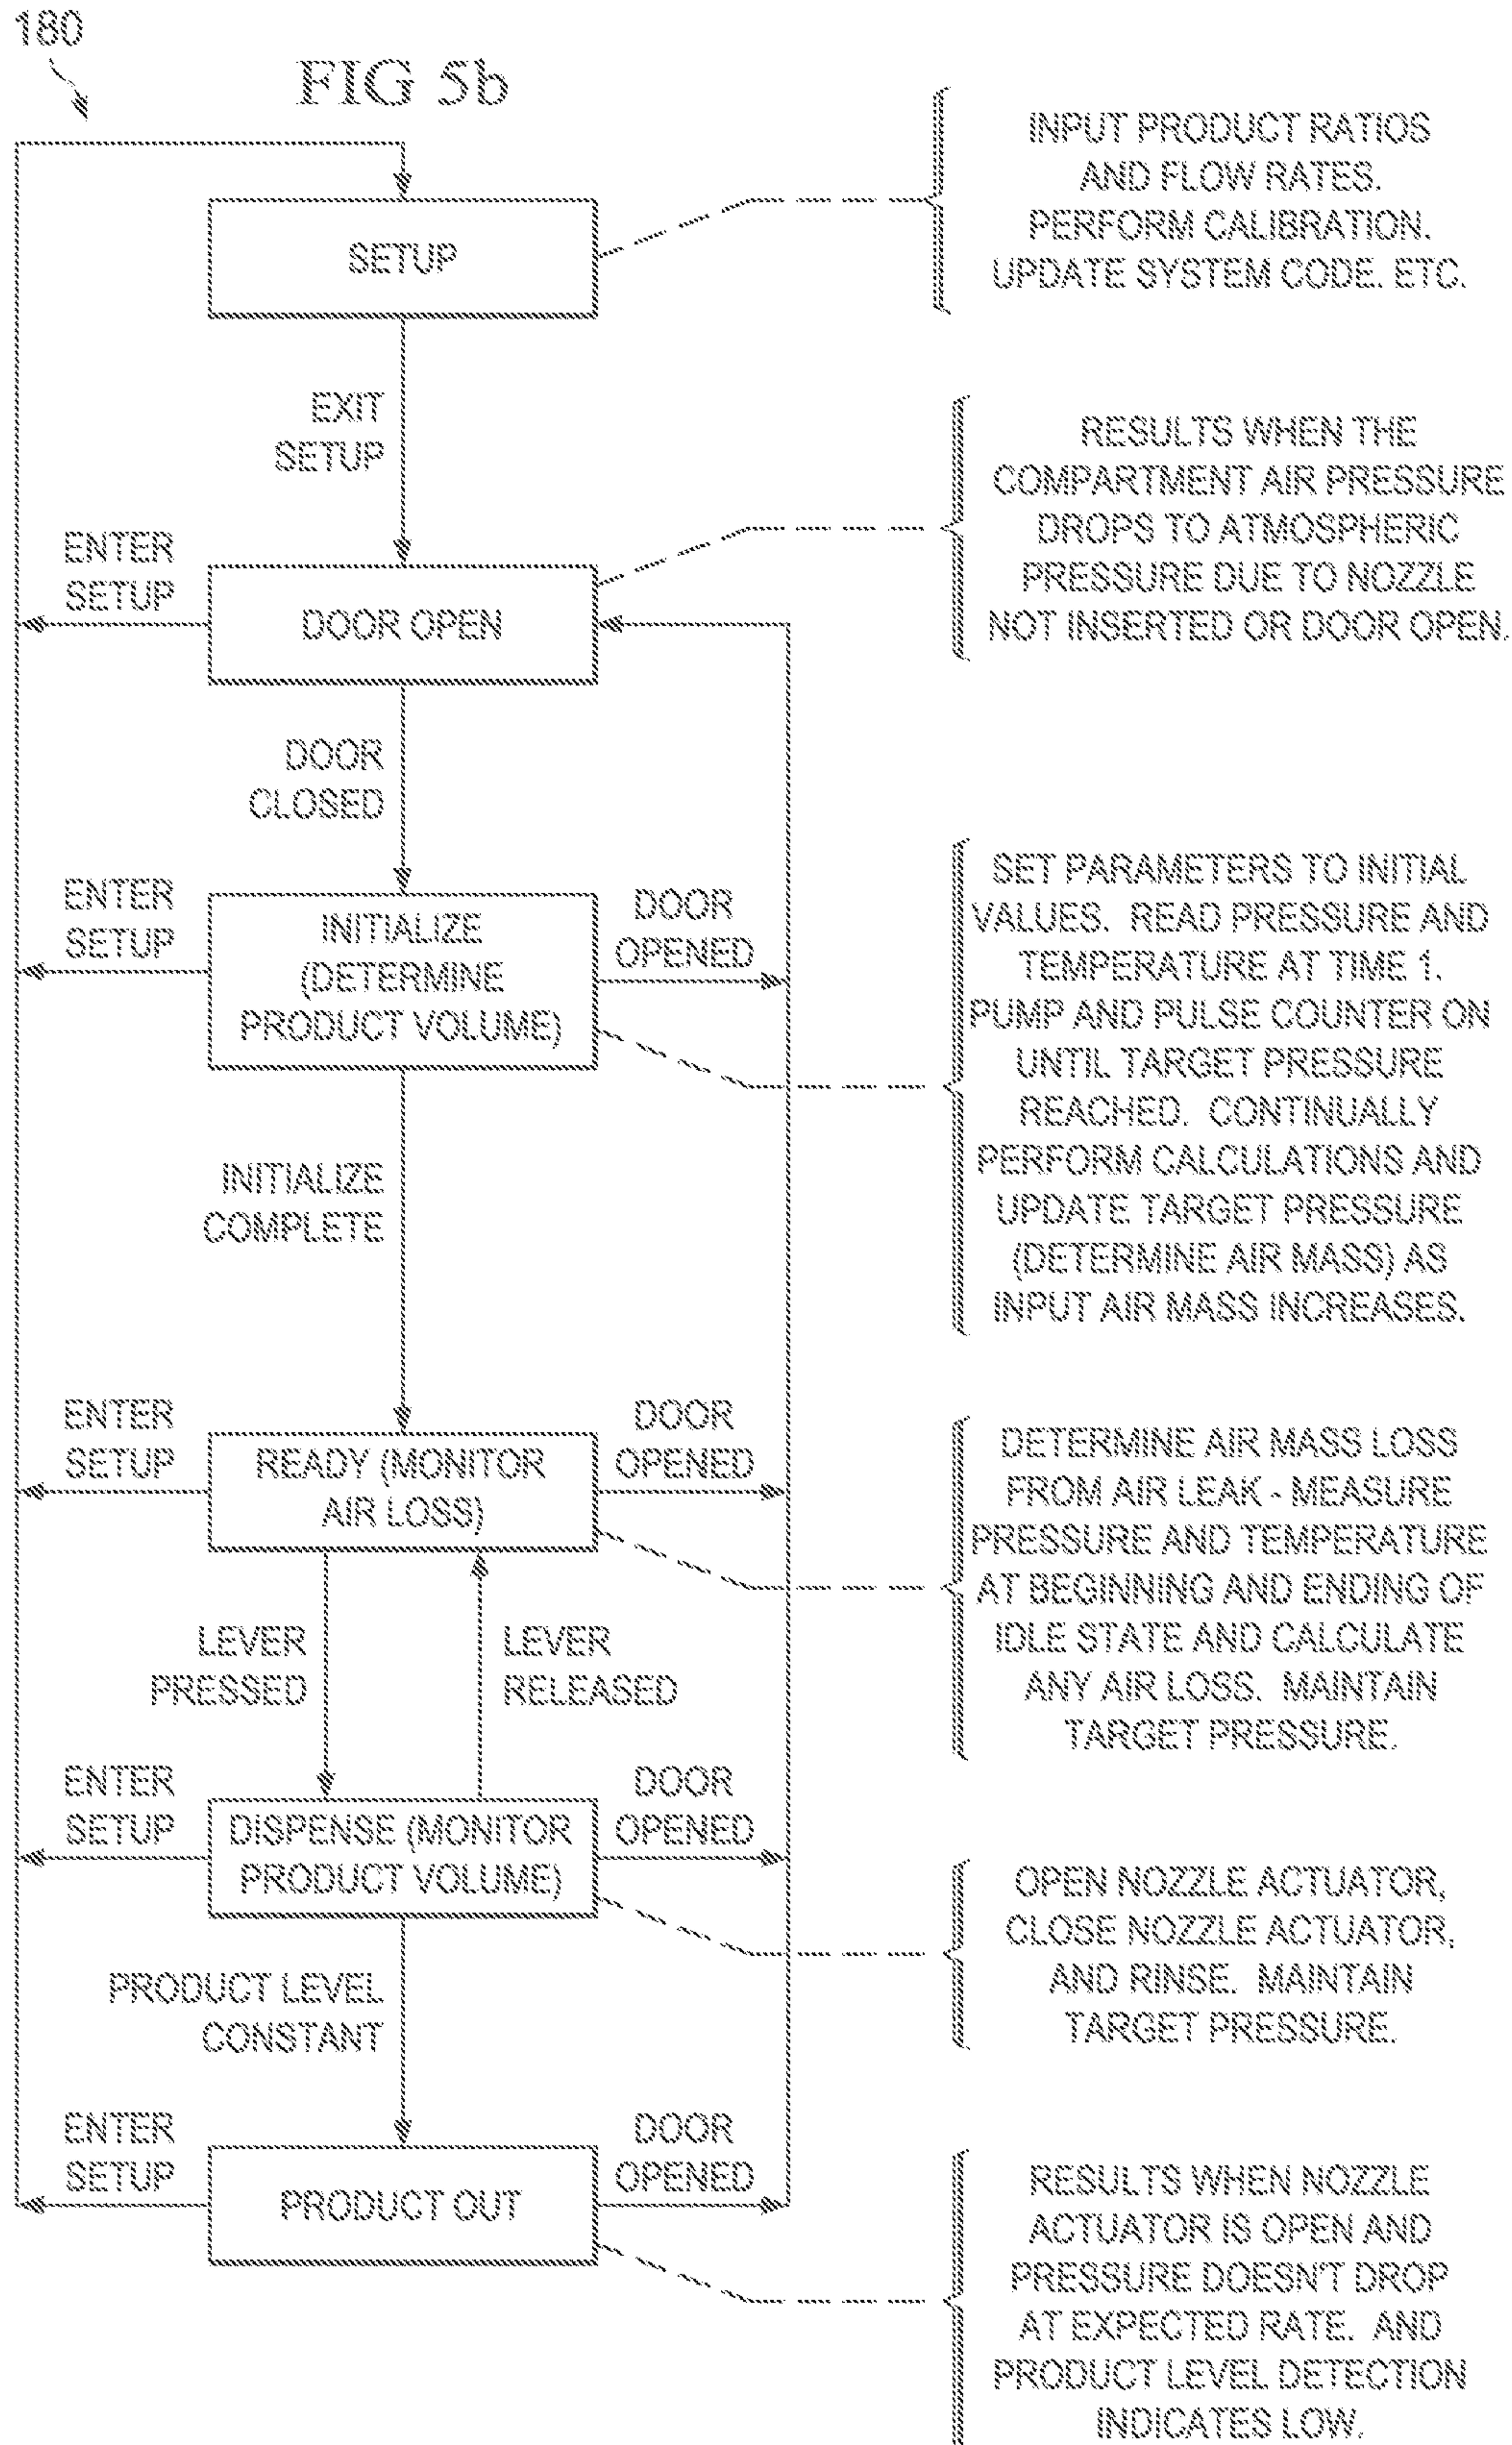 180
FIG 5b
INPUT PRODUCT RATIOS
AND FLOW RATES.
PERFORM CALIBRATION.
UPDATE SYSTEM CODE. ETC.
SETUP
EXIT
SETUP
RESULTS WHEN THE
COMPARTMENT AIR PRESSURE
DROPS TO ATMOSPHERIC
PRESSURE DUE TO NOZZLE
NOT INSERTED OR DOOR OPEN.
ENTER
SETUP
DOOR OPEN
DOOR
CLOSED
ENTER
SETUP
INITIALIZE
(DETERMINE
PRODUCT VOLUME)
DOOR
OPENED
SET PARAMETERS TO INITIAL
VALUES. READ PRESSURE AND
TEMPERATURE AT TIME 1.
PUMP AND PULSE COUNTER ON
UNTIL TARGET PRESSURE
REACHED. CONTINUALLY
PERFORM CALCULATIONS AND
UPDATE TARGET PRESSURE
(DETERMINE AIR MASS) AS
INPUT AIR MASS INCREASES.
INITIALIZE
COMPLETE
ENTER
SETUP
READY (MONITOR
AIR LOSS)
DOOR
OPENED
DETERMINE AIR MASS LOSS
FROM AIR LEAK - MEASURE
PRESSURE AND TEMPERATURE
AT BEGINNING AND ENDING OF
IDLE STATE AND CALCULATE
ANY AIR LOSS. MAINTAIN
TARGET PRESSURE.
LEVER
PRESSED
LEVER
RELEASED
ENTER
SETUP
DISPENSE (MONITOR
PRODUCT VOLUME)
DOOR
OPENED
OPEN NOZZLE ACTUATOR,
CLOSE NOZZLE ACTUATOR,
AND RINSE. MAINTAIN
TARGET PRESSURE.
PRODUCT LEVEL
CONSTANT
ENTER
SETUP
PRODUCT OUT
DOOR
OPENED
RESULTS WHEN NOZZLE
ACTUATOR IS OPEN AND
PRESSURE DOESN'T DROP
AT EXPECTED RATE. AND
PRODUCT LEVEL DETECTION
INDICATES LOW.